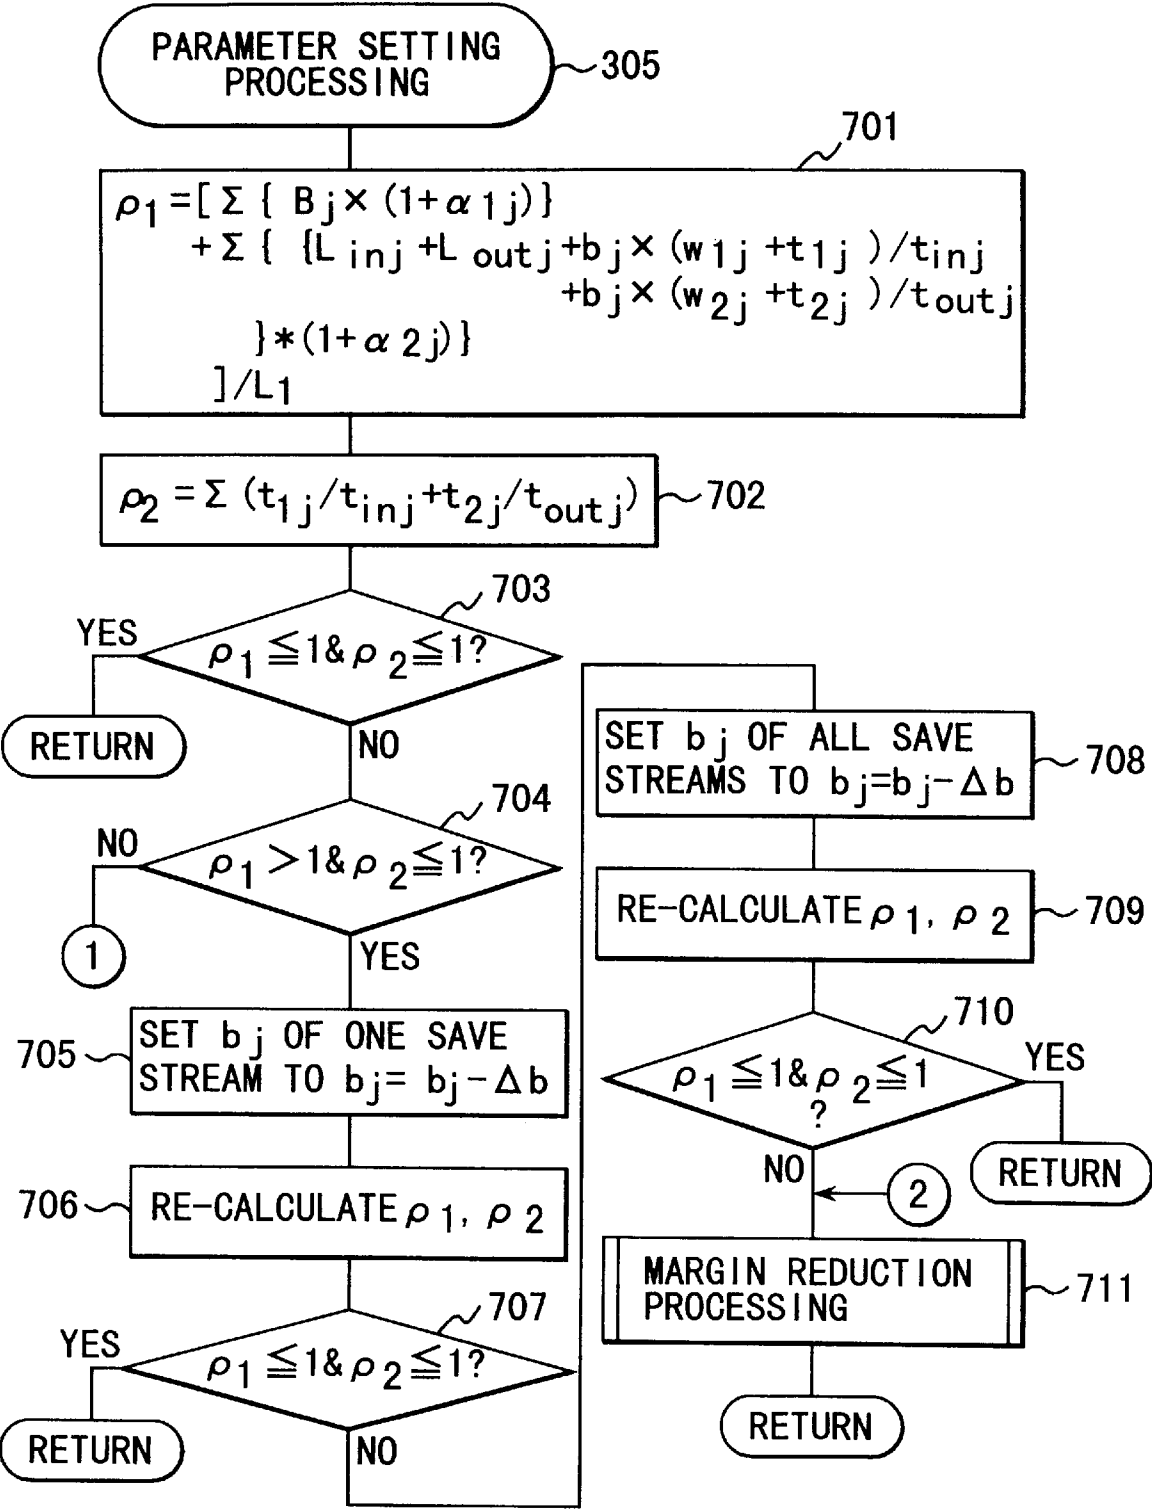 PARAMETER SETTING
PROCESSING
305
701
ρ1 =[ Σ { Bj× (1+α1j)}
+Σ { {L inj +L outj +bj× (w1j +t1j )/tinj
+bj× (w2j +t2j )/toutj
}*(1+α2j)}
]/L1
ρ2 =Σ (t1j/tinj+t2j/toutj)
702
703
YES
ρ1 ≦1&ρ2≦1?
RETURN
NO
704
NO
ρ1 >1&ρ2≦1?
1
YES
705
SET bj OF ONE SAVE
STREAM TO bj= bj-Δb
706
RE-CALCULATE ρ1, ρ2
707
YES
ρ1 ≦1&ρ2≦1?
RETURN
NO
SET bj OF ALL SAVE
STREAMS TO bj=bj-Δb
708
RE-CALCULATE ρ1, ρ2
709
710
YES
ρ1 ≦1&ρ2≦1
?
RETURN
NO
2
MARGIN REDUCTION
PROCESSING
711
RETURN